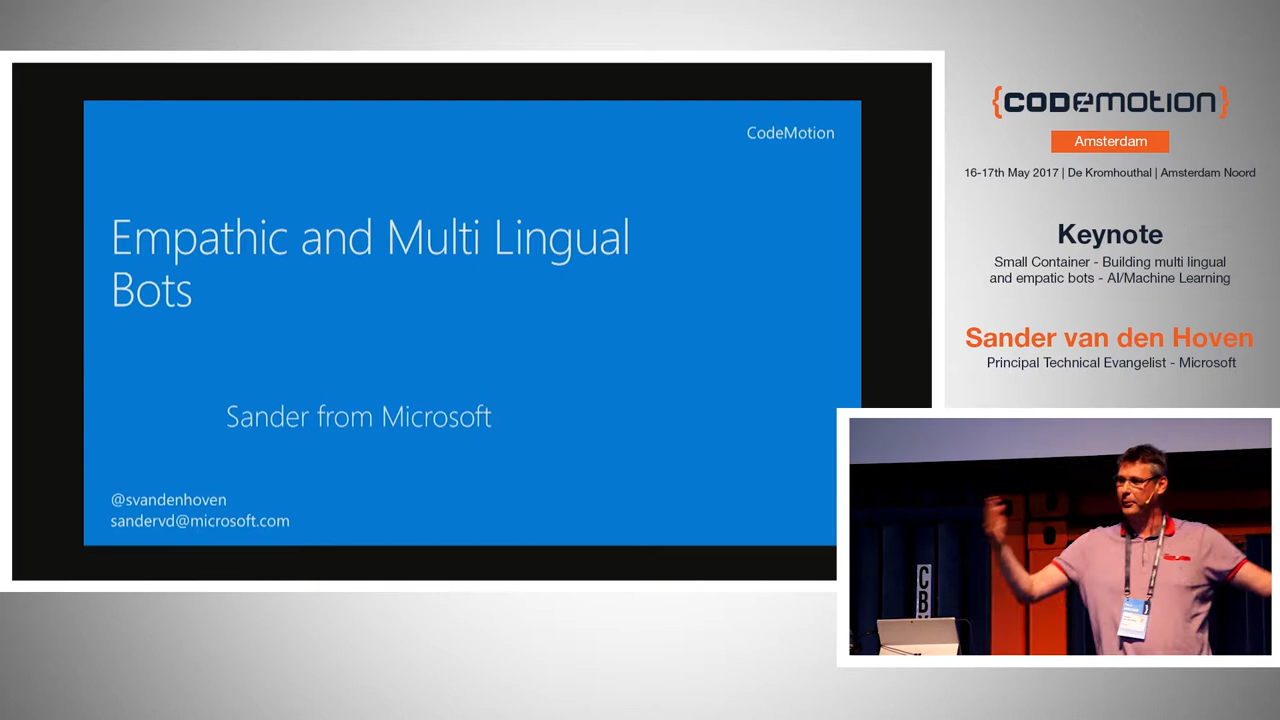 CodeMotion
Empathic and Multi Lingual
Bots
Sander from Microsoft
@svandenhoven
sandervd@microsoft.com
{CODEMOTION}
Amsterdam
16-17th May 2017 | De Kromhouthal | Amsterdam Noord
Keynote
Small Container - Building multi lingual
and empatic bots - AI/Machine Learning
Sander van den Hoven
Principal Technical Evangelist - Microsoft
CB